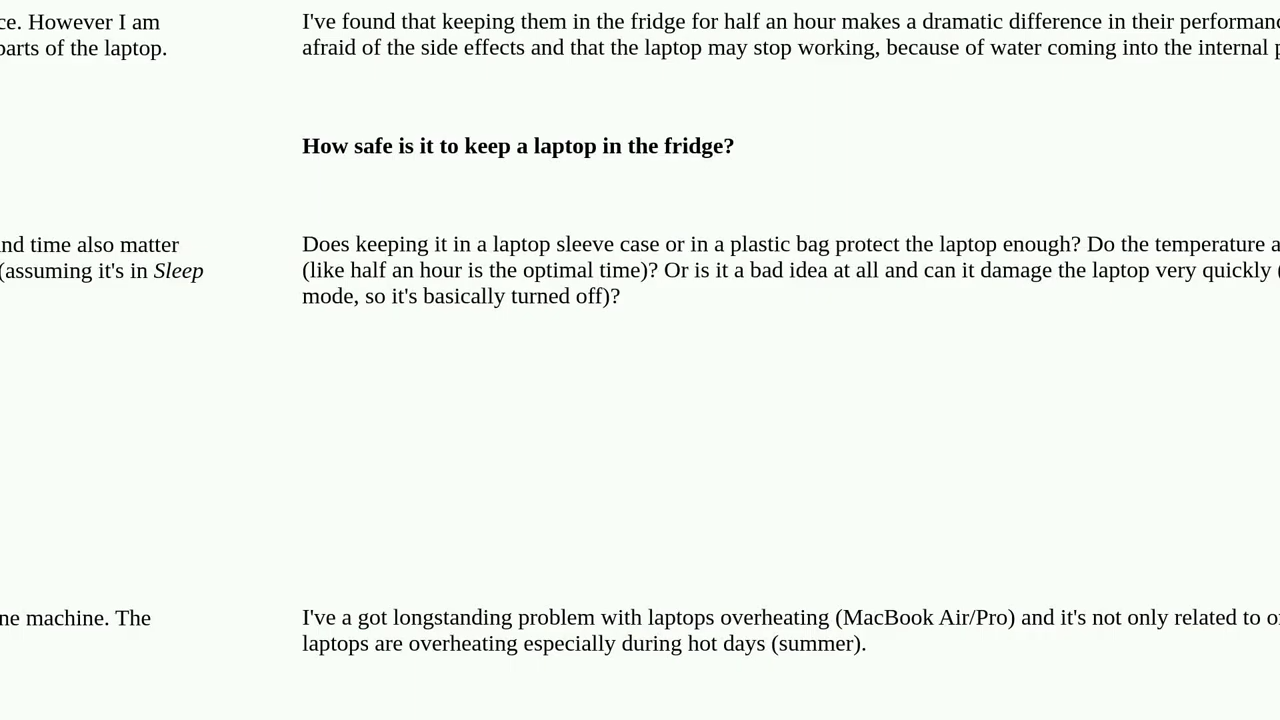 ce. However I am
parts of the laptop.
nd time also matter
(assuming it's in Sleep
ne machine. The
I've found that keeping them in the fridge for half an hour makes a dramatic difference in their performanc
afraid of the side effects and that the laptop may stop working, because of water coming into the internal p
How safe is it to keep a laptop in the fridge?
Does keeping it in a laptop sleeve case or in a plastic bag protect the laptop enough? Do the temperature a
(like half an hour is the optimal time)? Or is it a bad idea at all and can it damage the laptop very quickly (
mode, so it's basically turned off)?
I've a got longstanding problem with laptops overheating (MacBook Air/Pro) and it's not only related to o
laptops are overheating especially during hot days (summer).